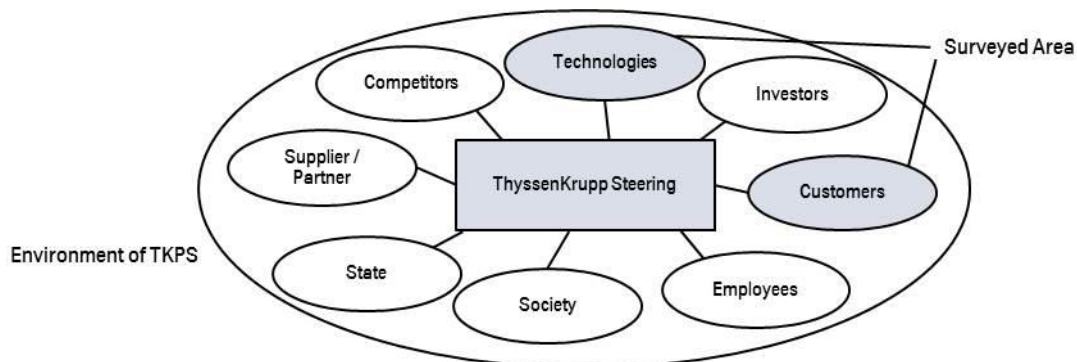 Technologies
Surveyed Area
Competitors
Investors
Supplier /
Partner
ThyssenKrupp Steering
Customers
Environment of TKPS
State
Society
Employees